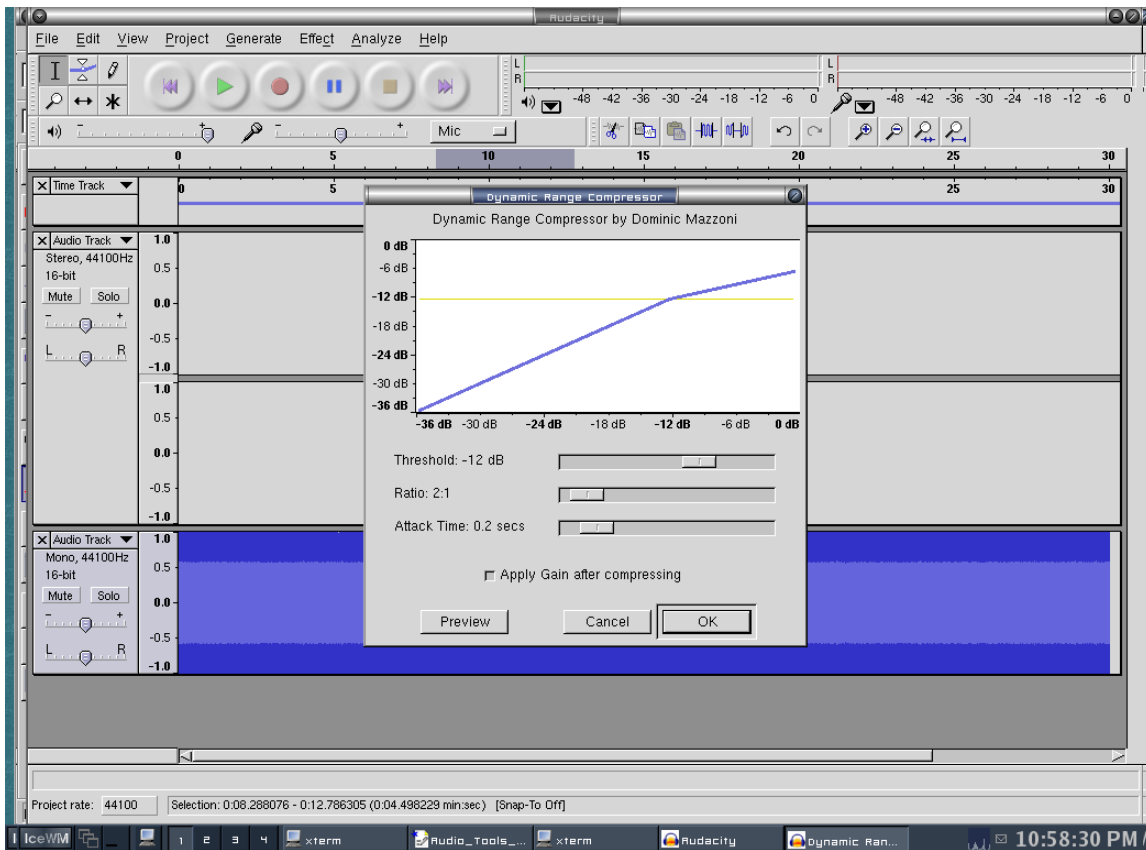 Audacity
File Edit View Project Generate Effect Analyze Help
L
R
-48 -42 -36 -30 -24 -18 -12 -6 0
L
R
-48 -42 -36 -30 -24 -18 -12 -6 0
- +
- +
Mic
0 5 10 15 20 25 30
Time Track
0 5 25 30
Audio Track
Stereo, 44100Hz
16-bit
Mute Solo
- +
L R
1.0
0.5
0.0
-0.5
-1.0
1.0
0.5
0.0
-0.5
-1.0
Audio Track
Mono, 44100Hz
16-bit
Mute Solo
- +
L R
1.0
0.5
0.0
-0.5
-1.0
Dynamic Range Compressor
Dynamic Range Compressor by Dominic Mazzoni
0 dB
-6 dB
-12 dB
-18 dB
-24 dB
-30 dB
-36 dB
-36 dB -30 dB -24 dB -18 dB -12 dB -6 dB 0 dB
Threshold: -12 dB
Ratio: 2:1
Attack Time: 0.2 secs
Apply Gain after compressing
Preview Cancel OK
Project rate: 44100 Selection: 0:08.288076 - 0:12.786305 (0:04.498229 min:sec) [Snap-To Off]
IceWM 1 2 3 4 xterm Audio_Tools_... xterm Audacity Dynamic Ran... 10:58:30 PM